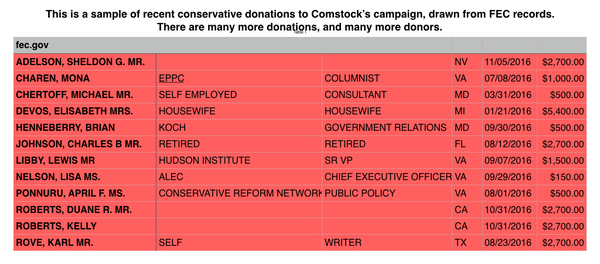 This is a sample of recent conservative donations to Comstock's campaign, drawn from FEC records.
There are many more donations, and many more donors.
fec.gov
ADELSON, SHELDON G. MR. NV 11/05/2016 $2,700.00
CHAREN, MONA EPPC COLUMNIST VA 07/08/2016 $1,000.00
CHERTOFF, MICHAEL MR. SELF EMPLOYED CONSULTANT MD 03/31/2016 $500.00
DEVOS, ELISABETH MRS. HOUSEWIFE HOUSEWIFE MI 01/21/2016 $5,400.00
HENNEBERRY, BRIAN KOCH GOVERNMENT RELATIONS MD 09/30/2016 $500.00
JOHNSON, CHARLES B MR. RETIRED RETIRED FL 08/12/2016 $2,700.00
LIBBY, LEWIS MR HUDSON INSTITUTE SR VP VA 09/07/2016 $1,500.00
NELSON, LISA MS. ALEC CHIEF EXECUTIVE OFFICER VA 09/29/2016 $150.00
PONNURU, APRIL F. MS. CONSERVATIVE REFORM NETWORK PUBLIC POLICY VA 08/01/2016 $500.00
ROBERTS, DUANE R. MR. CA 10/31/2016 $2,700.00
ROBERTS, KELLY CA 10/31/2016 $2,700.00
ROVE, KARL MR. SELF WRITER TX 08/23/2016 $2,700.00